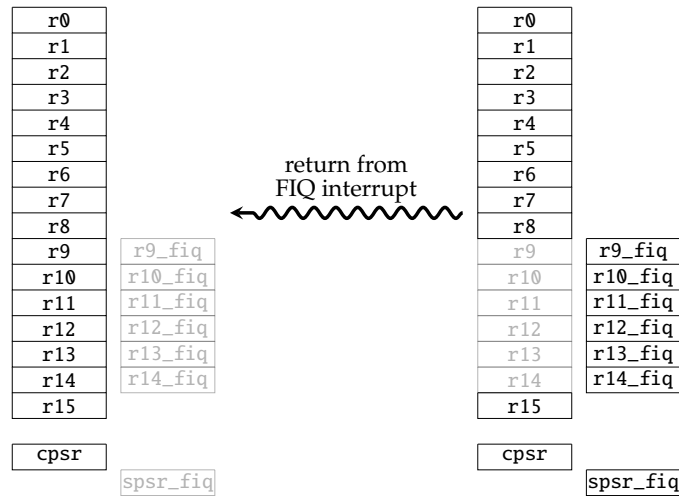 r0
r1
r2
r3
r4
r5
r6
r7
r8
r9
r10
r11
r12
r13
r14
r15
cpsr
r9_fiq
r10_fiq
r11_fiq
r12_fiq
r13_fiq
r14_fiq
spsr_fiq
return from
FIQ interrupt
r0
r1
r2
r3
r4
r5
r6
r7
r8
r9
r10
r11
r12
r13
r14
r15
cpsr
r9_fiq
r10_fiq
r11_fiq
r12_fiq
r13_fiq
r14_fiq
spsr_fiq